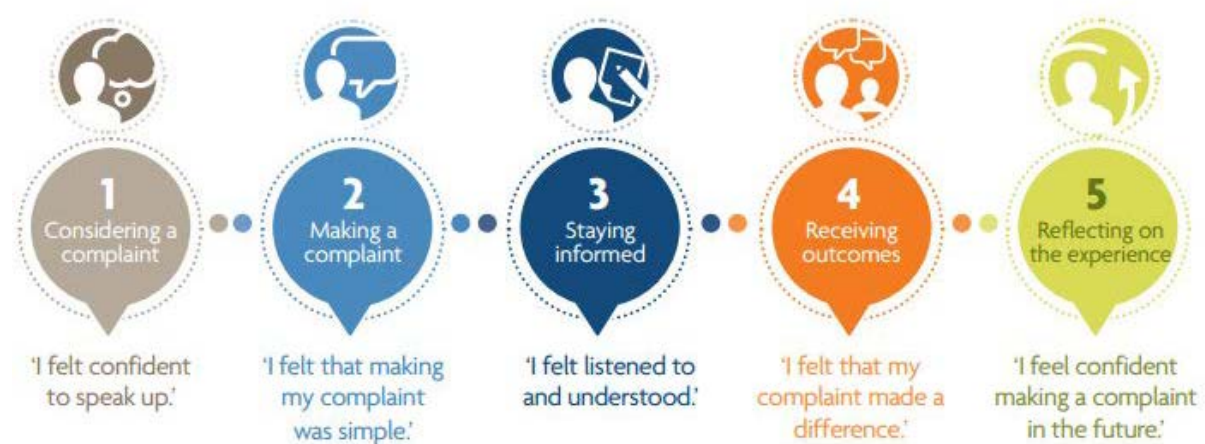 1
Considering a
complaint
2
Making a
complaint
3
Staying
informed
4
Receiving
outcomes
5
Reflecting on
the experience
‘I felt confident
to speak up.’
‘I felt that making
my complaint
was simple.’
‘I felt listened to
and understood.’
‘I felt that my
complaint made a
difference.’
‘I feel confident
making a complaint
in the future.’